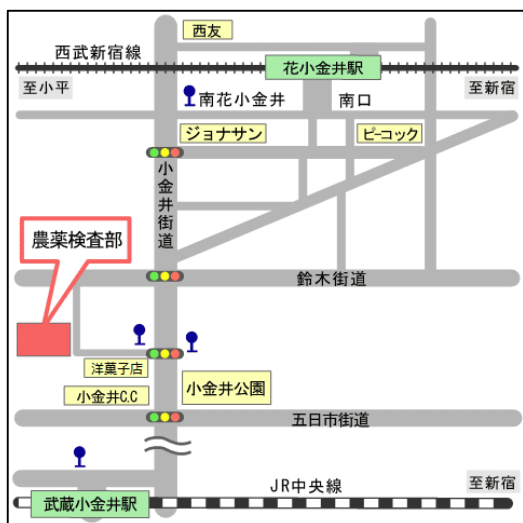 西友
西武新宿線
花小金井駅
至小平
南花小金井
南口
至新宿
ジョナサン
ピーコック
小金井街道
農薬検査部
鈴木街道
洋菓子店
小金井C.C
小金井公園
五日市街道
JR中央線
至新宿
武蔵小金井駅